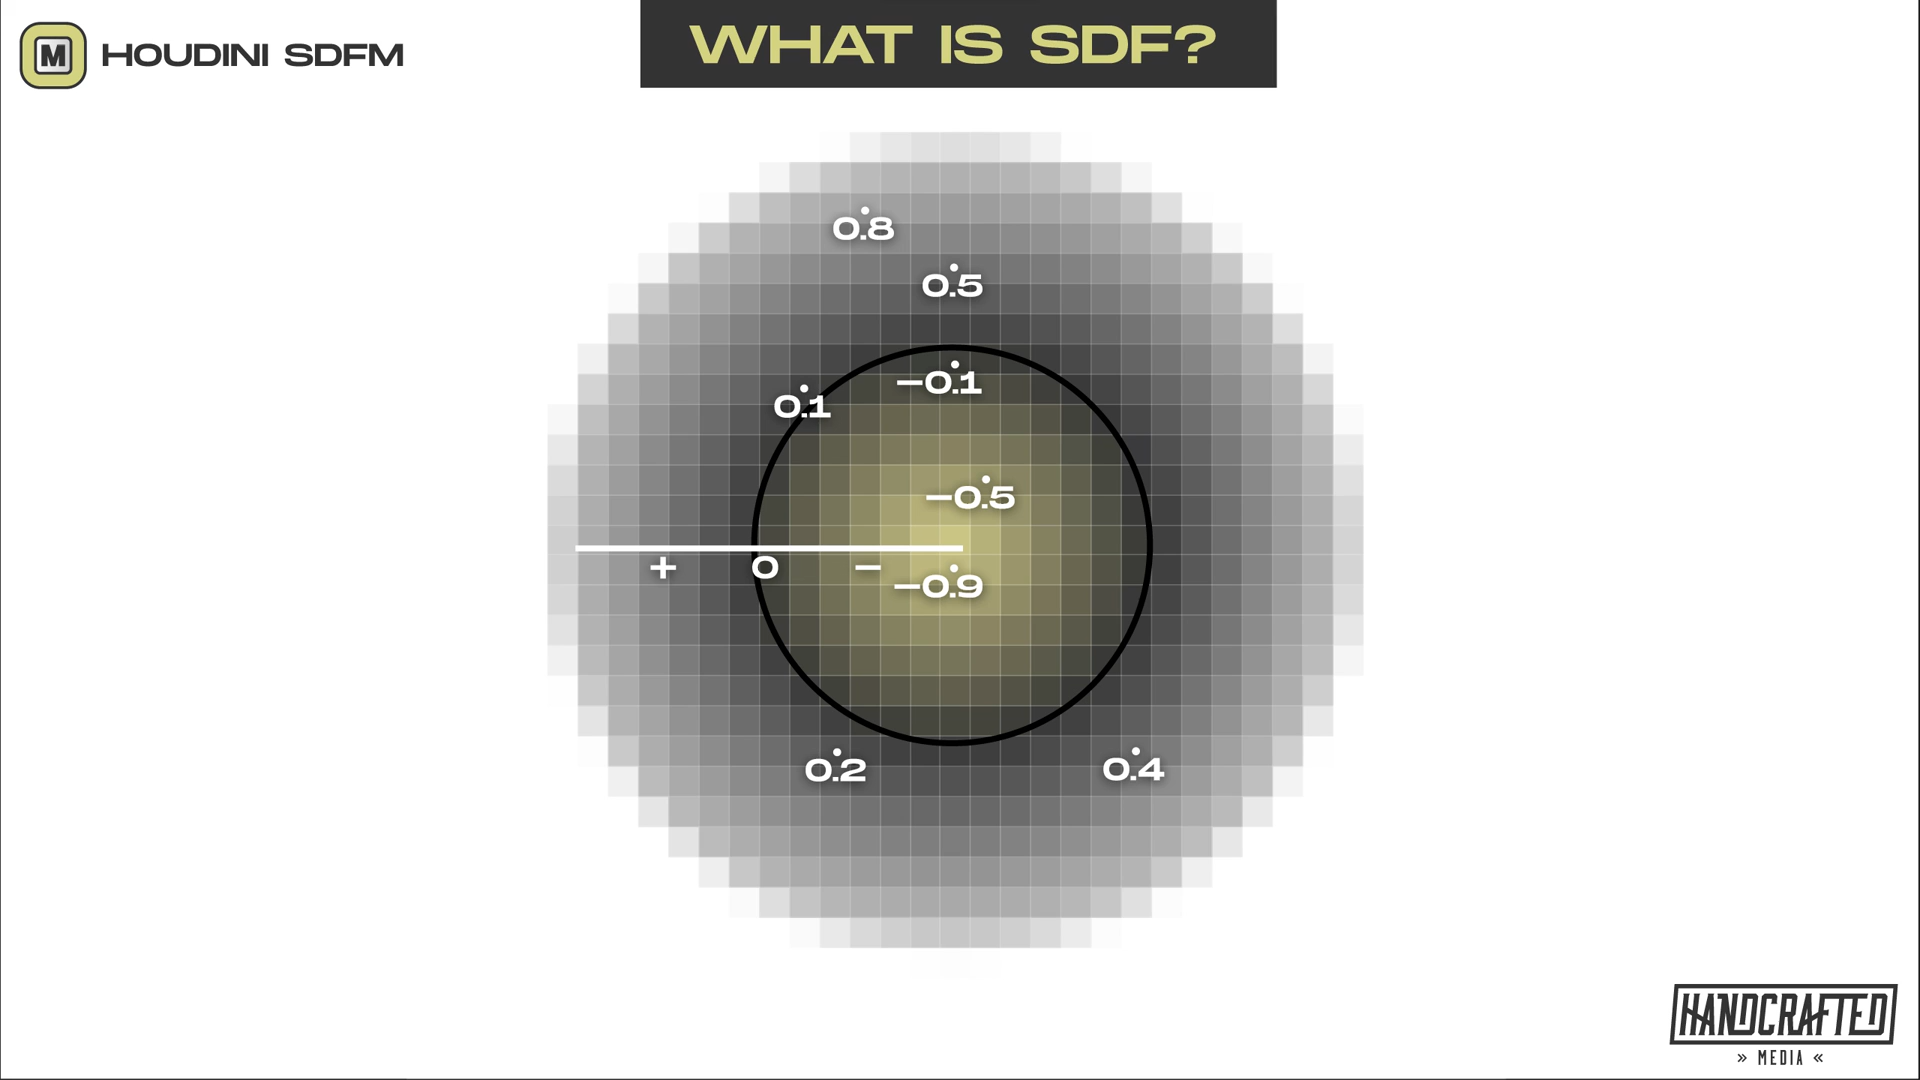 M HOUDINI SDFM
WHAT IS SDF?
0.8
0.5
−0.1
0.1
−0.5
+ 0 −
−0.9
0.2
0.4
HANDCRAFTED
» MEDIA «